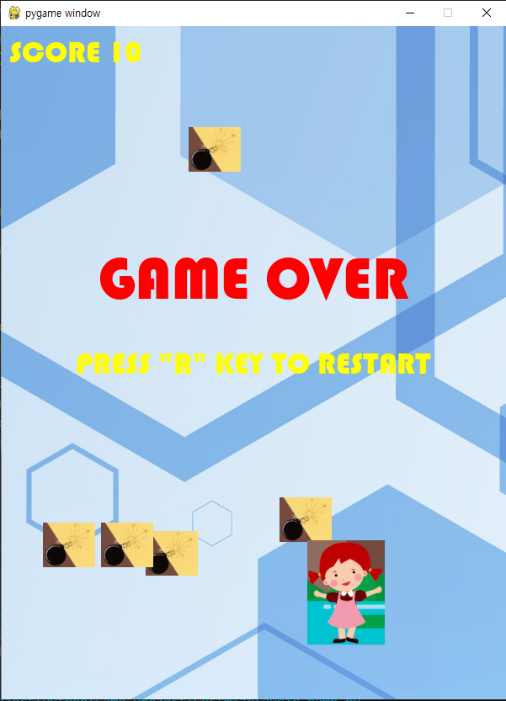 pygame window
SCORE 10
GAME OVER
PRESS "R" KEY TO RESTART